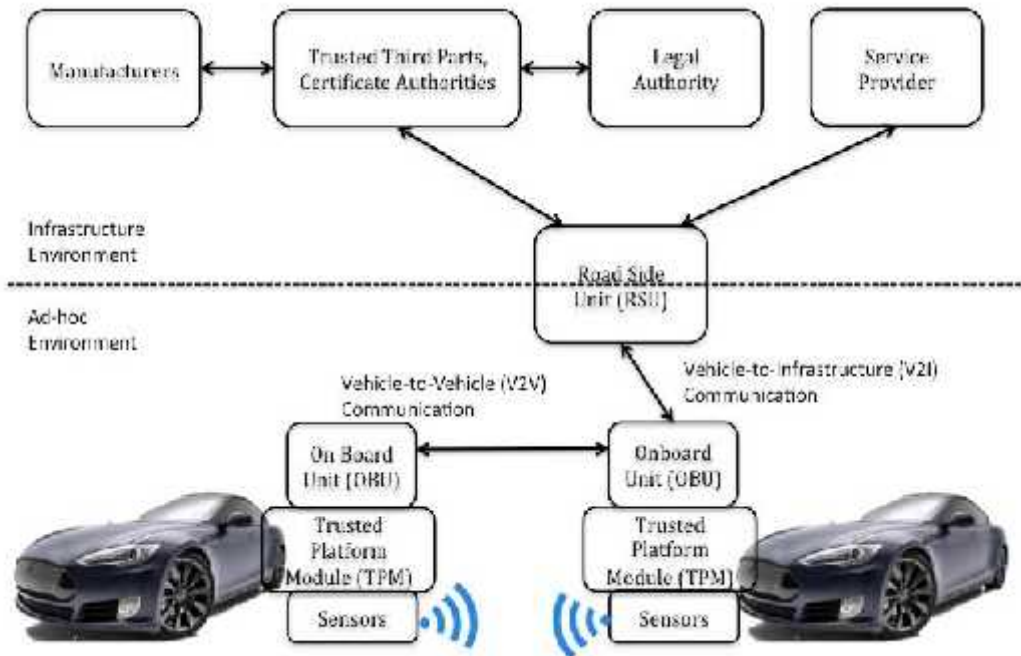 Manufacturers
Trusted Third Parts,
Certificate Authorities
Legal
Authority
Service
Provider
Infrastructure
Environment
Road Side
Unit (RSU)
Ad-hoc
Environment
Vehicle-to-Vehicle (V2V)
Communication
Vehicle-to-Infrastructure (V2I)
Communication
On Board
Unit (OBU)
Onboard
Unit (OBU)
Trusted
Platform
Module (TPM)
Trusted
Platform
Module (TPM)
Sensors
Sensors